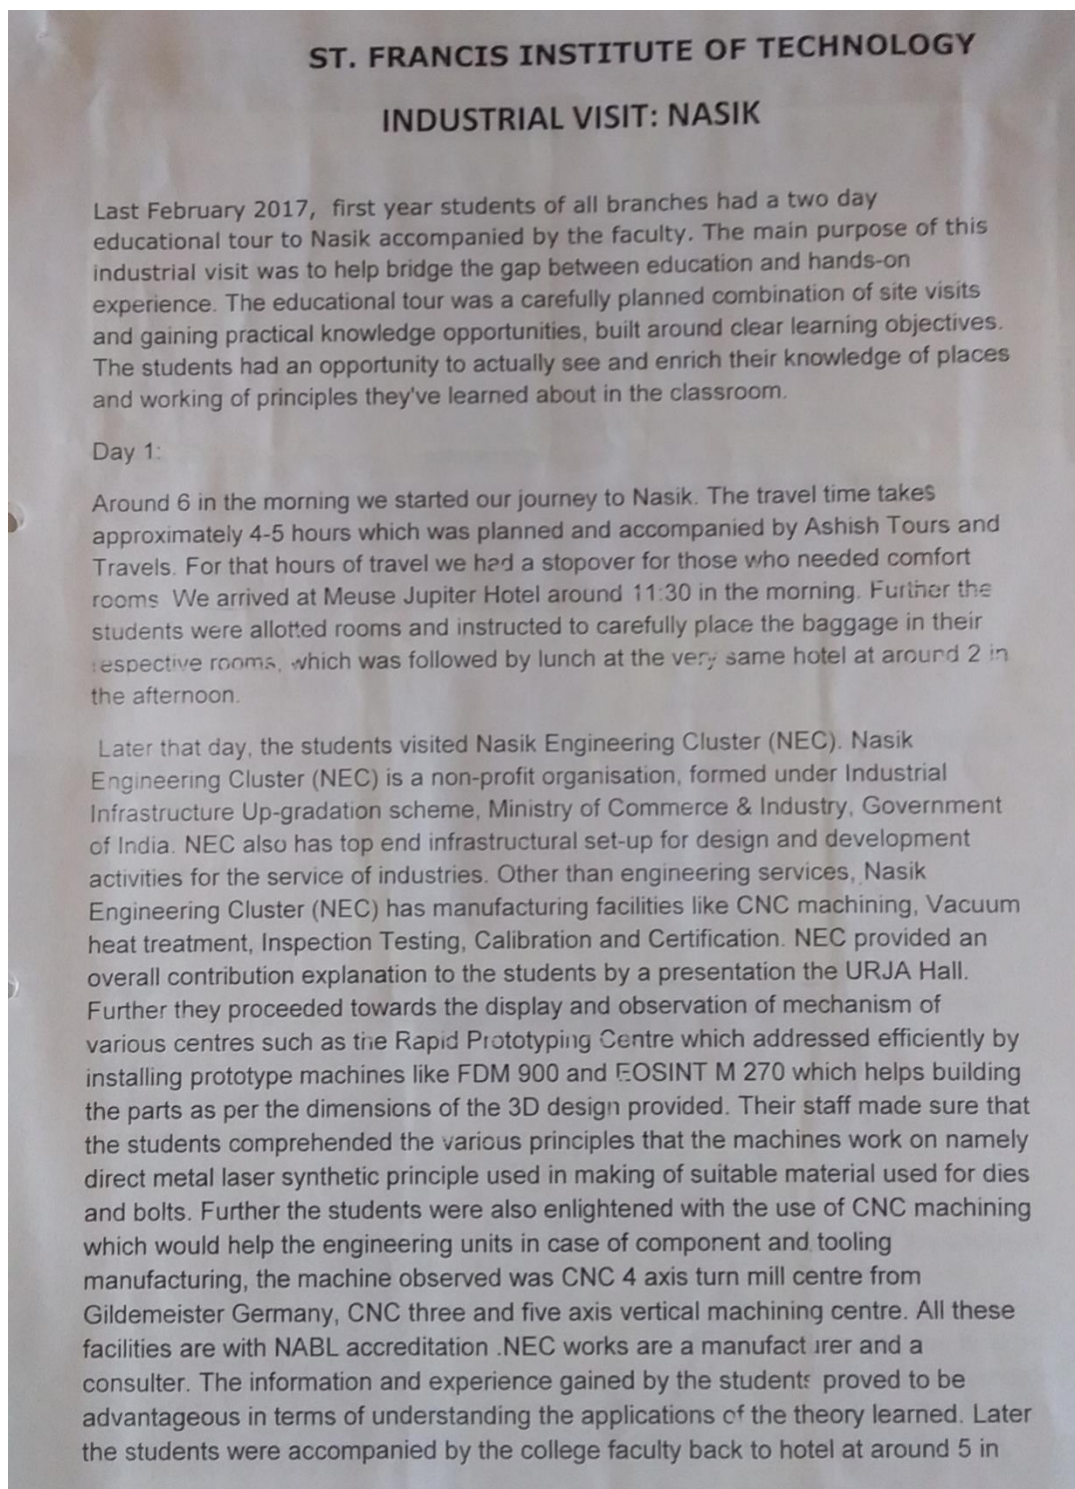 ST. FRANCIS INSTITUTE OF TECHNOLOGY
INDUSTRIAL VISIT: NASIK
Last February 2017, first year students of all branches had a two day
educational tour to Nasik accompanied by the faculty. The main purpose of this
industrial visit was to help bridge the gap between education and hands-on
experience. The educational tour was a carefully planned combination of site visits
and gaining practical knowledge opportunities, built around clear learning objectives.
The students had an opportunity to actually see and enrich their knowledge of places
and working of principles they've learned about in the classroom.
Day 1:
Around 6 in the morning we started our journey to Nasik. The travel time takes
approximately 4-5 hours which was planned and accompanied by Ashish Tours and
Travels. For that hours of travel we had a stopover for those who needed comfort
rooms We arrived at Meuse Jupiter Hotel around 11:30 in the morning. Further the
students were allotted rooms and instructed to carefully place the baggage in their
respective rooms, which was followed by lunch at the very same hotel at around 2 in
the afternoon.
Later that day, the students visited Nasik Engineering Cluster (NEC). Nasik
Engineering Cluster (NEC) is a non-profit organisation, formed under Industrial
Infrastructure Up-gradation scheme, Ministry of Commerce & Industry, Government
of India. NEC also has top end infrastructural set-up for design and development
activities for the service of industries. Other than engineering services, Nasik
Engineering Cluster (NEC) has manufacturing facilities like CNC machining, Vacuum
heat treatment, Inspection Testing, Calibration and Certification. NEC provided an
overall contribution explanation to the students by a presentation the URJA Hall.
Further they proceeded towards the display and observation of mechanism of
various centres such as the Rapid Prototyping Centre which addressed efficiently by
installing prototype machines like FDM 900 and EOSINT M 270 which helps building
the parts as per the dimensions of the 3D design provided. Their staff made sure that
the students comprehended the various principles that the machines work on namely
direct metal laser synthetic principle used in making of suitable material used for dies
and bolts. Further the students were also enlightened with the use of CNC machining
which would help the engineering units in case of component and tooling
manufacturing, the machine observed was CNC 4 axis turn mill centre from
Gildemeister Germany, CNC three and five axis vertical machining centre. All these
facilities are with NABL accreditation .NEC works are a manufacturer and a
consulter. The information and experience gained by the students proved to be
advantageous in terms of understanding the applications of the theory learned. Later
the students were accompanied by the college faculty back to hotel at around 5 in